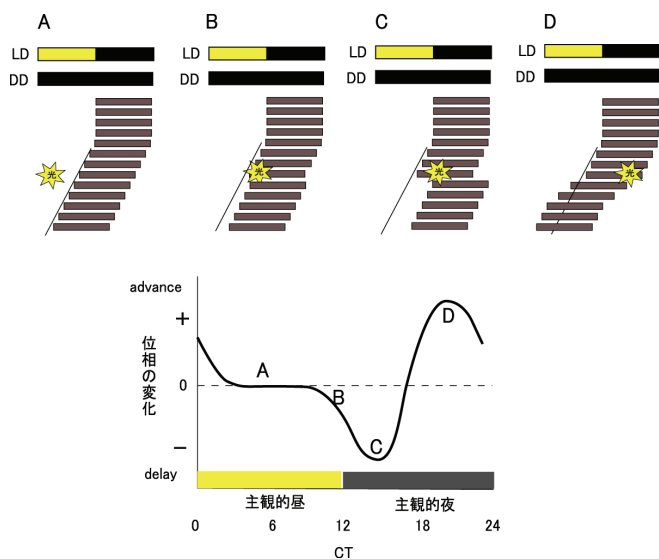 A B C D
LD LD LD LD
DD DD DD DD
光 光 光 光
advance
+
位相の変化
0
−
delay
A
B
C
D
主観的昼 主観的夜
0 6 12 18 24
CT